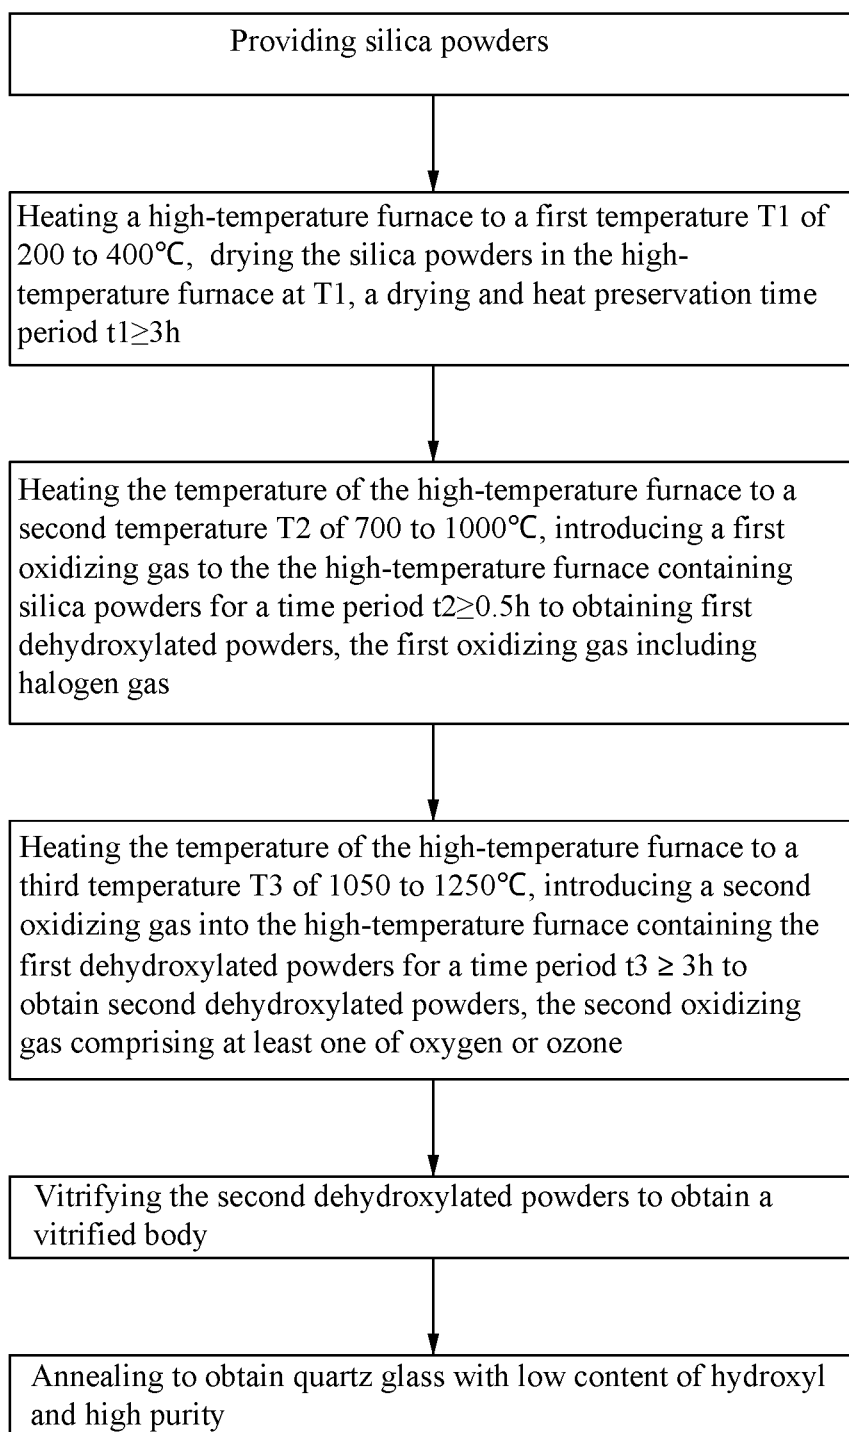 Providing silica powders
Heating a high-temperature furnace to a first temperature T1 of
200 to 400℃, drying the silica powders in the high-
temperature furnace at T1, a drying and heat preservation time
period t1≥3h
Heating the temperature of the high-temperature furnace to a
second temperature T2 of 700 to 1000℃, introducing a first
oxidizing gas to the the high-temperature furnace containing
silica powders for a time period t2≥0.5h to obtaining first
dehydroxylated powders, the first oxidizing gas including
halogen gas
Heating the temperature of the high-temperature furnace to a
third temperature T3 of 1050 to 1250℃, introducing a second
oxidizing gas into the high-temperature furnace containing the
first dehydroxylated powders for a time period t3 ≥ 3h to
obtain second dehydroxylated powders, the second oxidizing
gas comprising at least one of oxygen or ozone
Vitrifying the second dehydroxylated powders to obtain a
vitrified body
Annealing to obtain quartz glass with low content of hydroxyl
and high purity